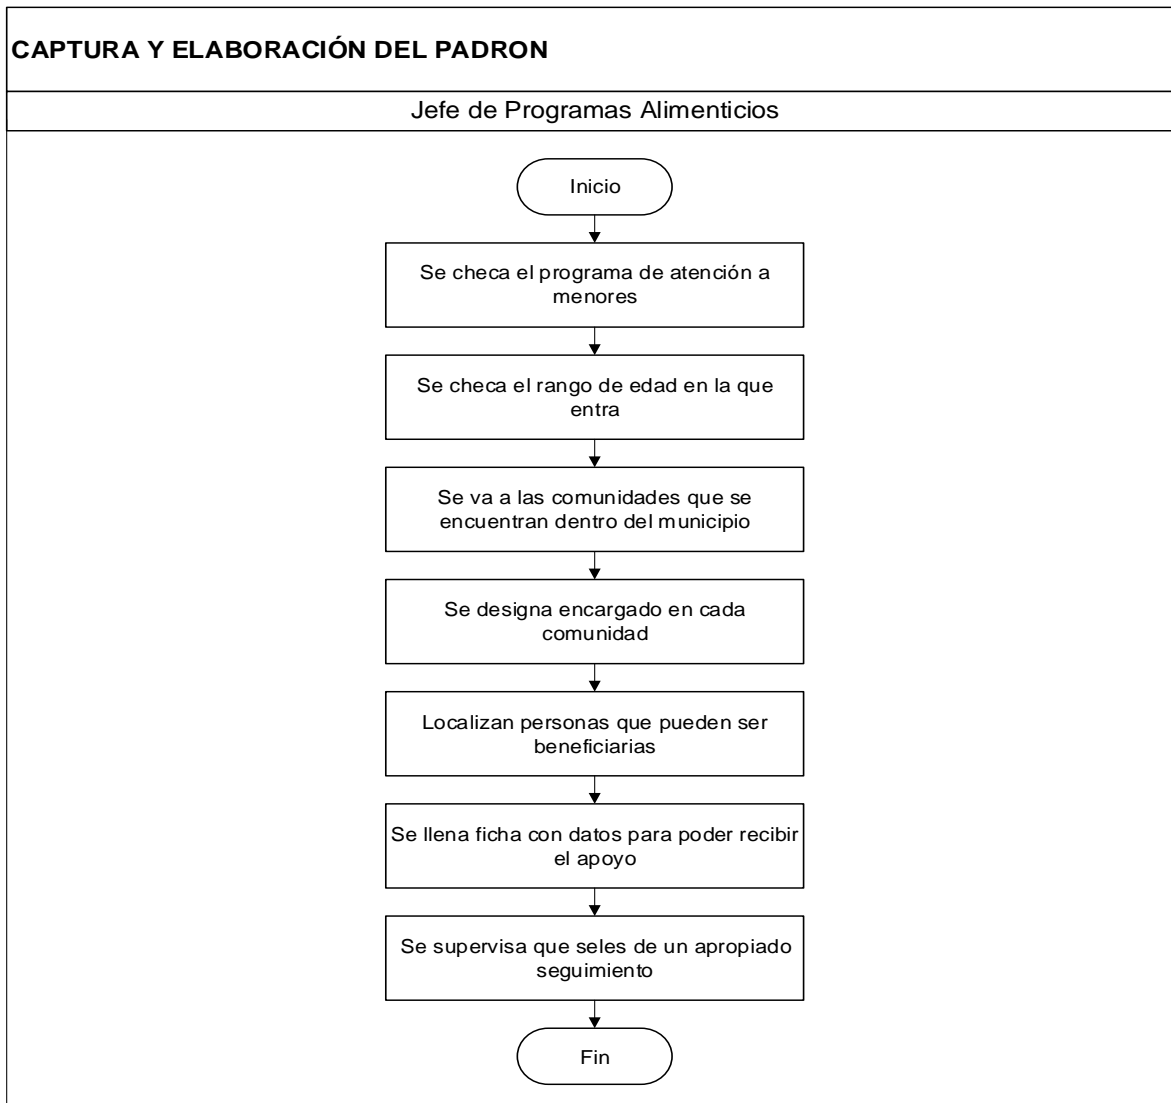 CAPTURA Y ELABORACIÓN DEL PADRON
Jefe de Programas Alimenticios
Inicio
Se checa el programa de atención a
menores
Se checa el rango de edad en la que
entra
Se va a las comunidades que se
encuentran dentro del municipio
Se designa encargado en cada
comunidad
Localizan personas que pueden ser
beneficiarias
Se llena ficha con datos para poder recibir
el apoyo
Se supervisa que seles de un apropiado
seguimiento
Fin